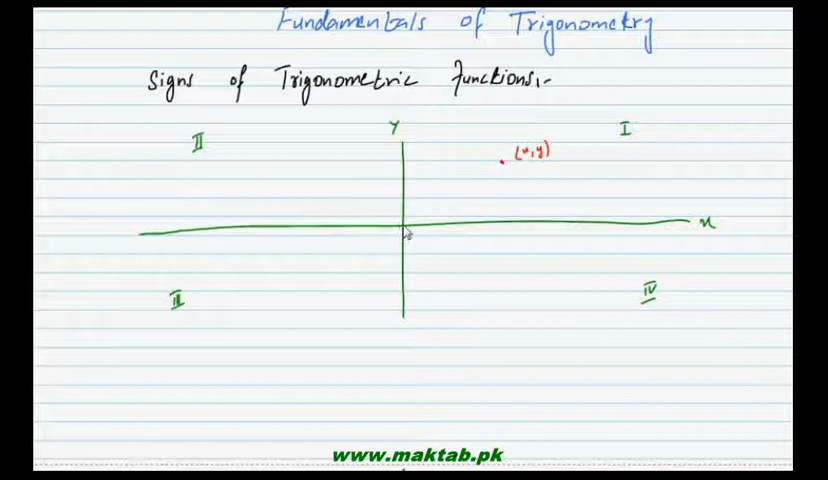 Fundamentals of Trigonometry
Signs of Trigonometric Functions:-
II
Y
I
(x,y)
x
III
IV
www.maktab.pk